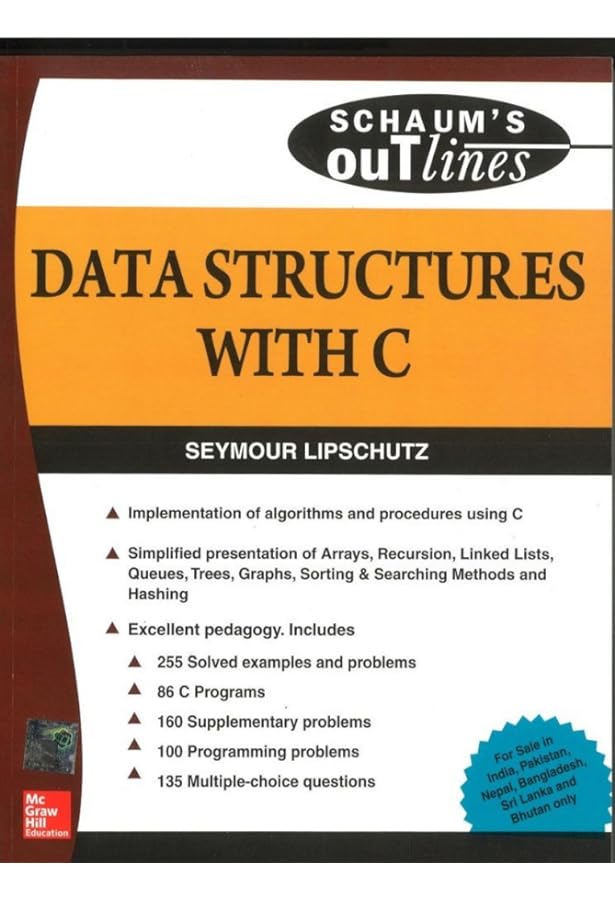 SCHAUM'S
ouTlines
DATA STRUCTURES
WITH C
SEYMOUR LIPSCHUTZ
▲ Implementation of algorithms and procedures using C
▲ Simplified presentation of Arrays, Recursion, Linked Lists,
Queues, Trees, Graphs, Sorting & Searching Methods and
Hashing
▲ Excellent pedagogy. Includes
▲ 255 Solved examples and problems
▲ 86 C Programs
▲ 160 Supplementary problems
▲ 100 Programming problems
▲ 135 Multiple-choice questions
For Sale in
India, Pakistan,
Nepal, Bangladesh,
Sri Lanka and
Bhutan only
Mc
Graw
Hill
Education